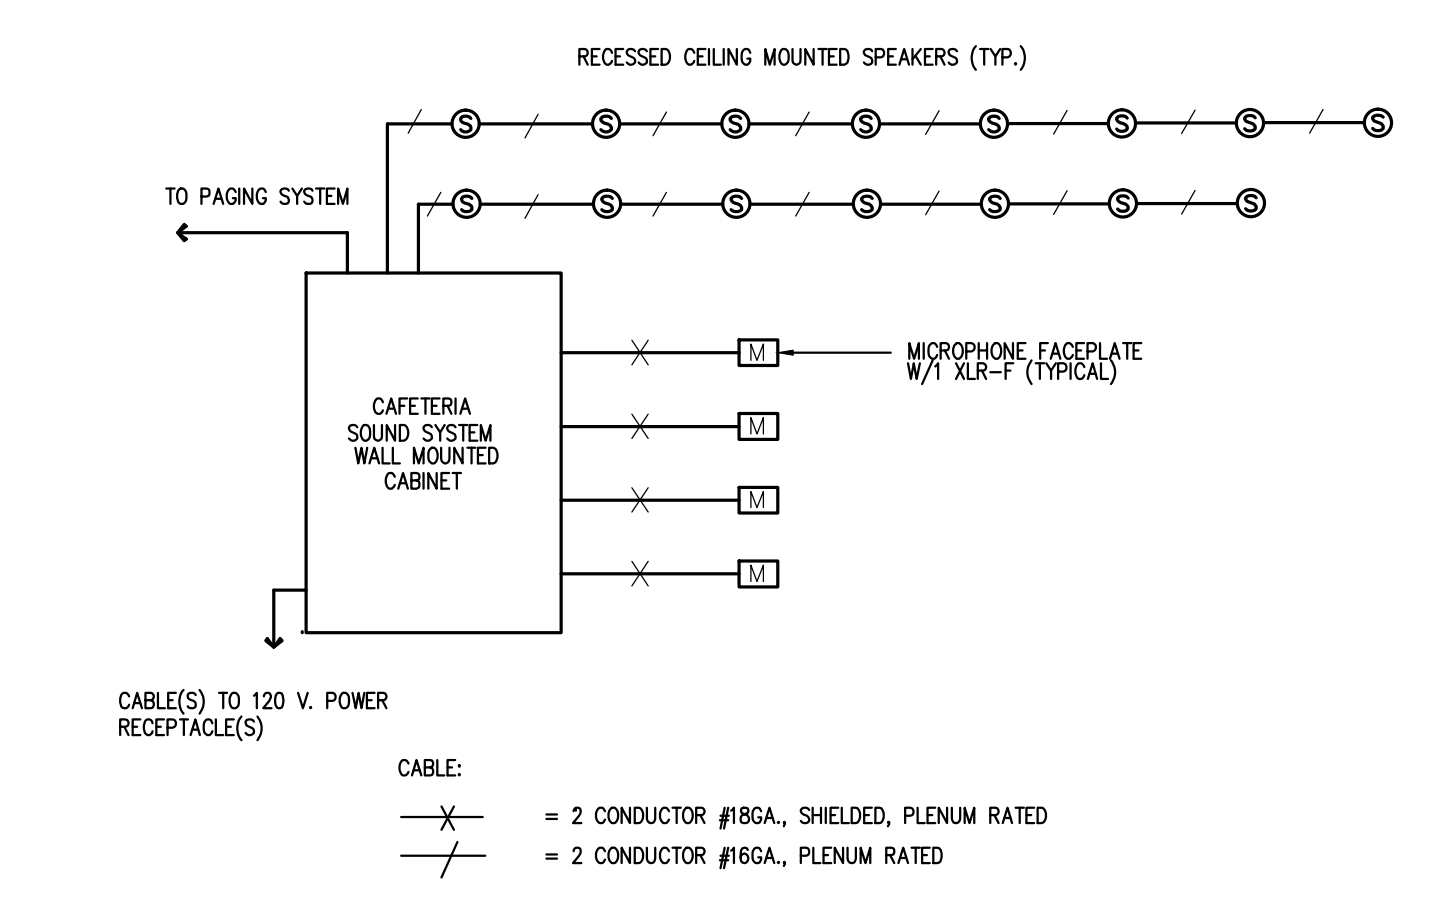 RECESSED CEILING MOUNTED SPEAKERS (TYP.)
S S S S S S S S
TO PAGING SYSTEM
S S S S S S S
M
MICROPHONE FACEPLATE
W/1 XLR-F (TYPICAL)
CAFETERIA
SOUND SYSTEM
WALL MOUNTED
CABINET
M
M
M
CABLE(S) TO 120 V. POWER
RECEPTACLE(S)
CABLE:
= 2 CONDUCTOR #18GA., SHIELDED, PLENUM RATED
= 2 CONDUCTOR #16GA., PLENUM RATED